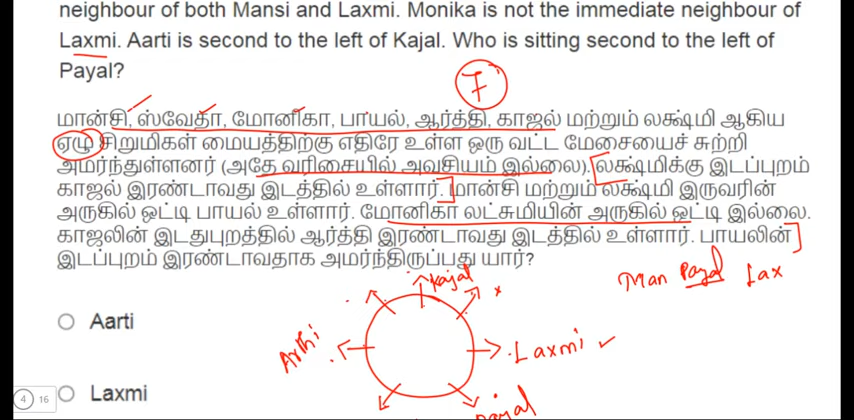 neighbour of both Mansi and Laxmi. Monika is not the immediate neighbour of
Laxmi. Aarti is second to the left of Kajal. Who is sitting second to the left of
Payal?
7
மான்சி, ஸ்வேதா, மோனிகா, பாயல், ஆர்த்தி, காஜல் மற்றும் லக்ஷ்மி ஆகிய
ஏழு சிறுமிகள் மையத்திற்கு எதிரே உள்ள ஒரு வட்ட மேசையைச் சுற்றி
அமர்ந்துள்ளனர் (அதே வரிசையில் அவசியம் இல்லை). லக்ஷ்மிக்கு இடப்புறம்
காஜல் இரண்டாவது இடத்தில் உள்ளார். மான்சி மற்றும் லக்ஷ்மி இருவரின்
அருகில் ஒட்டி பாயல் உள்ளார். மோனிகா லட்சுமியின் அருகில் ஒட்டி இல்லை.
காஜலின் இடதுபுறத்தில் ஆர்த்தி இரண்டாவது இடத்தில் உள்ளார். பாயலின்
இடப்புறம் இரண்டாவதாக அமர்ந்திருப்பது யார்?
Man Payal Lax
Kajal
x
Aarti
Arthi
Laxmi
4 16
Laxmi
payal